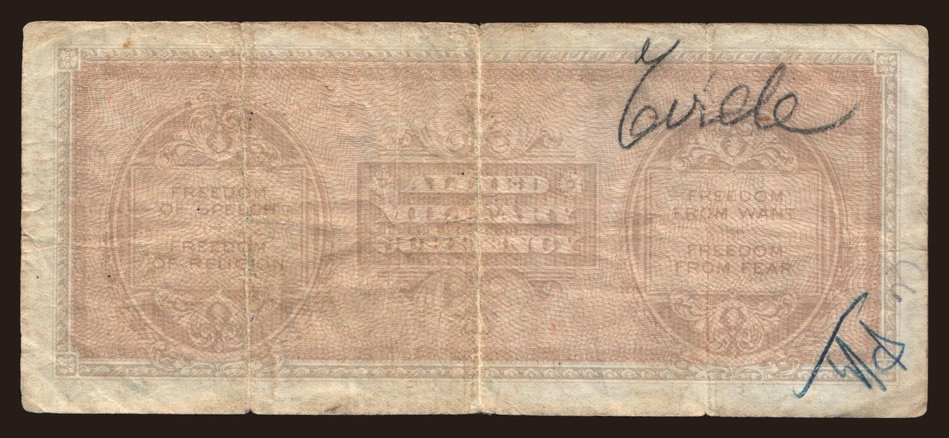 FREEDOM
OF SPEECH
FREEDOM
OF RELIGION
ALLIED
MILITARY
CURRENCY
FREEDOM
FROM WANT
FREEDOM
FROM FEAR